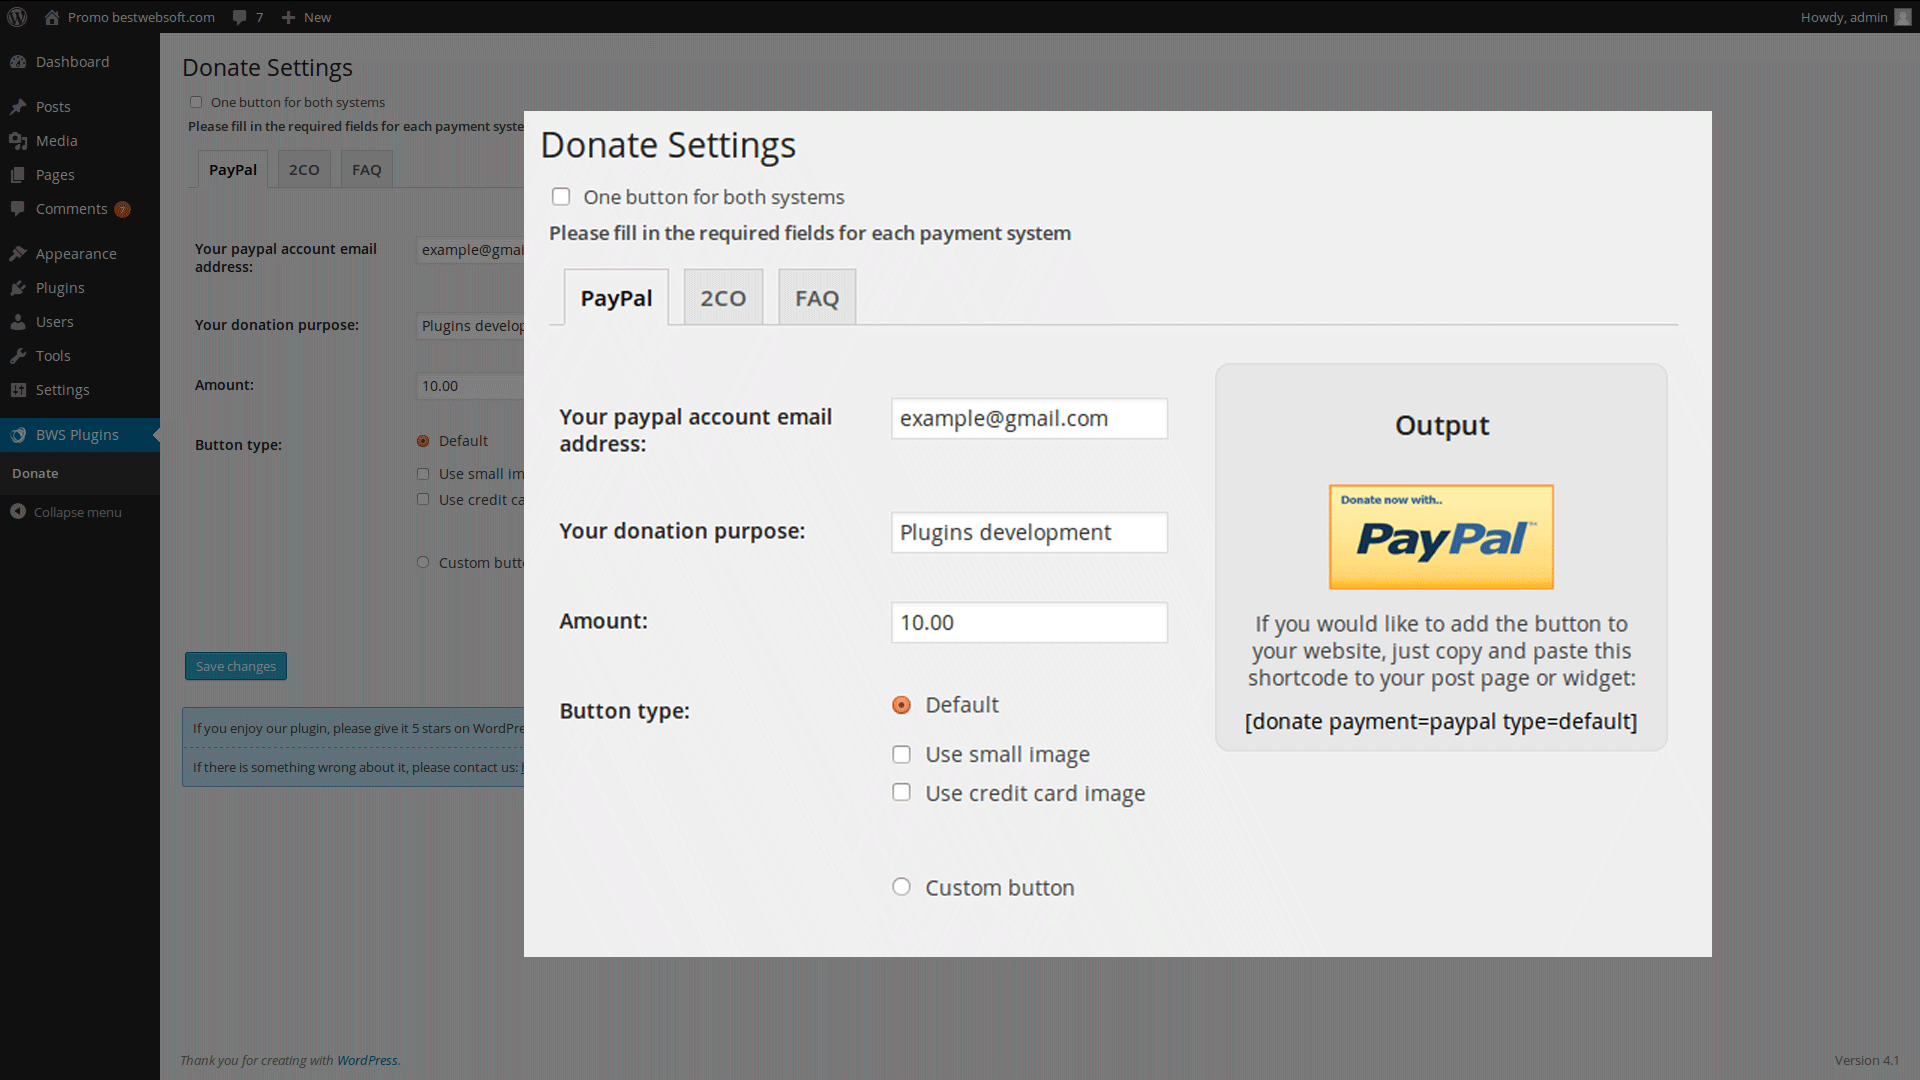 Promo bestwebsoft.com
7
New
Howdy, admin
Dashboard
Posts
Media
Pages
Comments 7
Appearance
Plugins
Users
Tools
Settings
BWS Plugins
Donate
Collapse menu
Donate Settings
One button for both systems
Please fill in the required fields for each payment syste
PayPal 2CO FAQ
Your paypal account email
address:
example@gmai
Your donation purpose:
Plugins develop
Amount:
10.00
Button type:
Default
Use small im
Use credit ca
Custom butt
Save changes
If you enjoy our plugin, please give it 5 stars on WordPre
If there is something wrong about it, please contact us:
Thank you for creating with WordPress.
Version 4.1
Donate Settings
One button for both systems
Please fill in the required fields for each payment system
PayPal 2CO FAQ
Your paypal account email
address:
example@gmail.com
Your donation purpose:
Plugins development
Amount:
10.00
Button type:
Default
Use small image
Use credit card image
Custom button
Output
Donate now with..
PayPal™
If you would like to add the button to
your website, just copy and paste this
shortcode to your post page or widget:
[donate payment=paypal type=default]